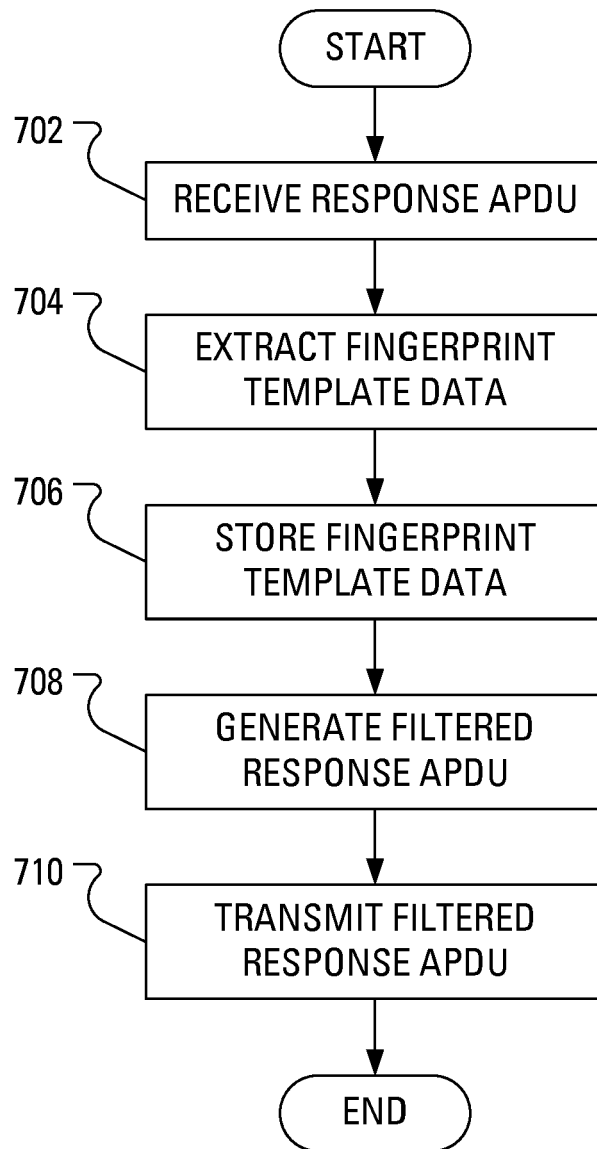 START
702
RECEIVE RESPONSE APDU
704
EXTRACT FINGERPRINT
TEMPLATE DATA
706
STORE FINGERPRINT
TEMPLATE DATA
708
GENERATE FILTERED
RESPONSE APDU
710
TRANSMIT FILTERED
RESPONSE APDU
END